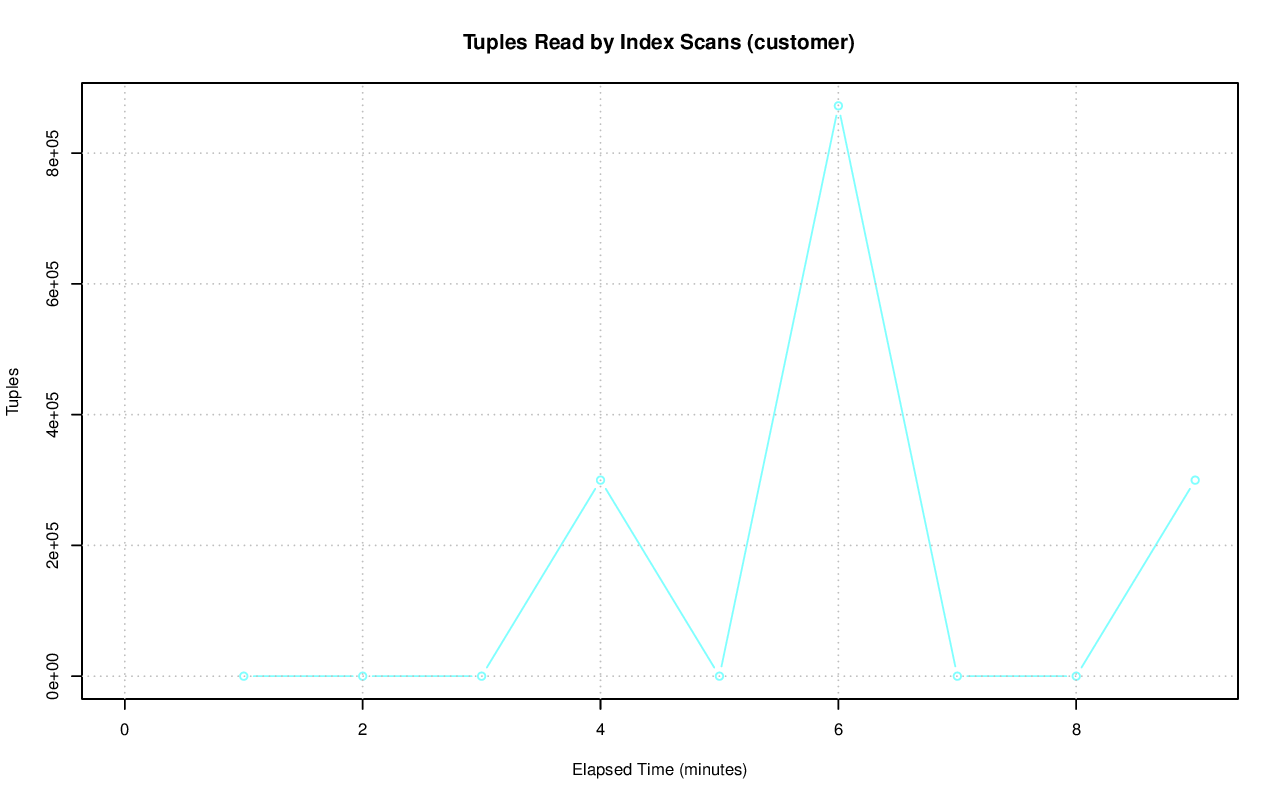 Tuples Read by Index Scans (customer)
Tuples
8e+05
6e+05
4e+05
2e+05
0e+00
0 2 4 6 8
Elapsed Time (minutes)